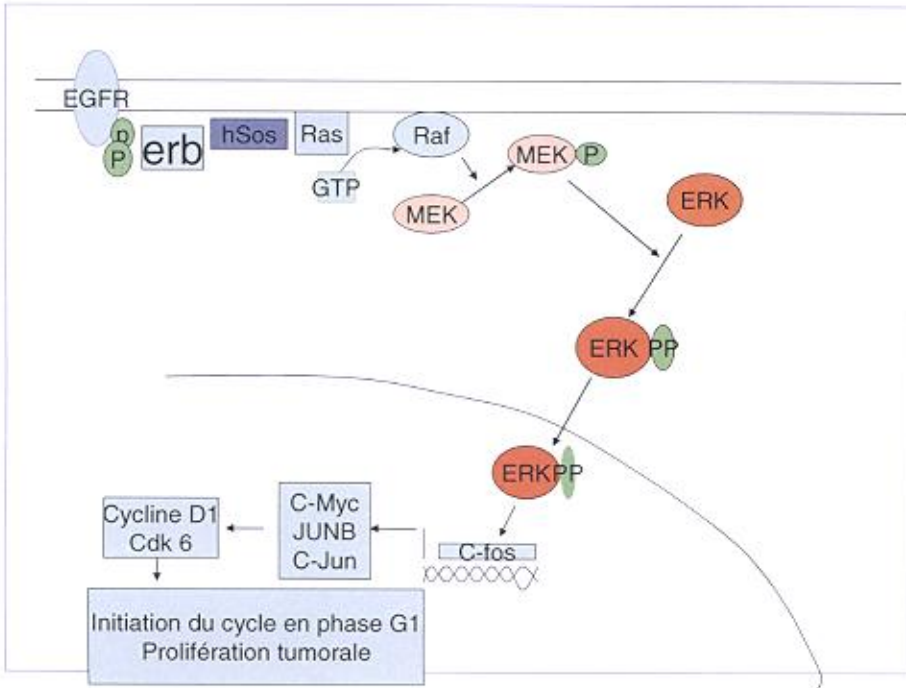 EGFR
p
P
erb
hSos
Ras
GTP
Raf
MEK
MEK
P
ERK
ERK
PP
ERK
PP
C-fos
C-Myc
JUNB
C-Jun
Cycline D1
Cdk 6
Initiation du cycle en phase G1
Prolifération tumorale